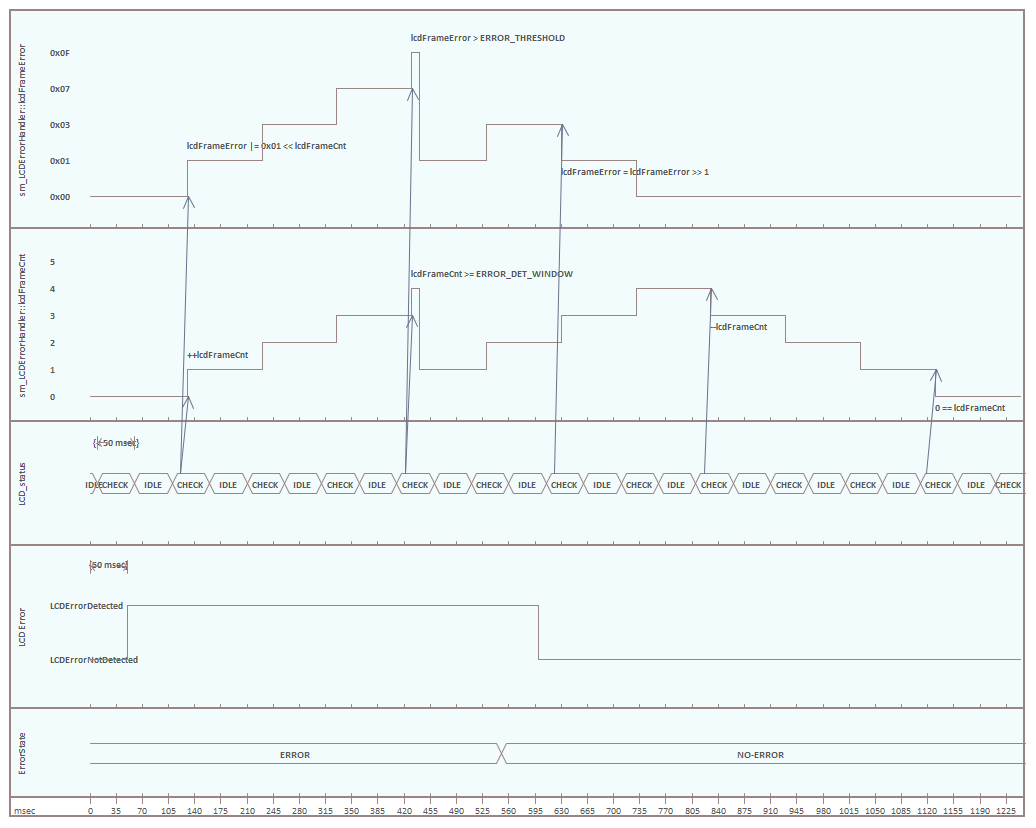 sm_LCDErrorHandler::lcdFrameError
lcdFrameError > ERROR_THRESHOLD
0x0F
0x07
0x03
lcdFrameError |= 0x01 << lcdFrameCnt
0x01
lcdFrameError = lcdFrameError >> 1
0x00
sm_LCDErrorHandler::lcdFrameCnt
5
lcdFrameCnt >= ERROR_DET_WINDOW
4
3
--lcdFrameCnt
2
++lcdFrameCnt
1
0
0 == lcdFrameCnt
LCD_status
{<50 msec}
IDLE CHECK IDLE CHECK IDLE CHECK IDLE CHECK IDLE CHECK IDLE CHECK IDLE CHECK IDLE CHECK IDLE CHECK IDLE CHECK IDLE CHECK IDLE CHECK IDLE CHECK IDLE CHECK
LCD Error
{50 msec}
LCDErrorDetected
LCDErrorNotDetected
ErrorState
ERROR NO-ERROR
msec 0 35 70 105 140 175 210 245 280 315 350 385 420 455 490 525 560 595 630 665 700 735 770 805 840 875 910 945 980 1015 1050 1085 1120 1155 1190 1225